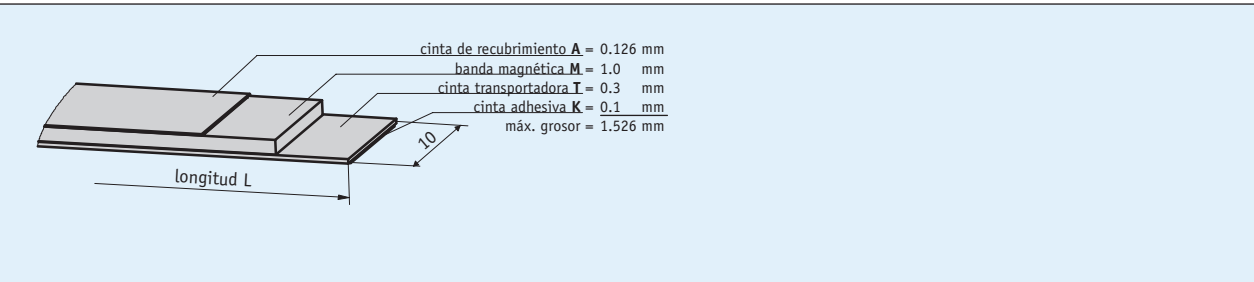 cinta de recubrimiento A = 0.126 mm
banda magnética M = 1.0 mm
cinta transportadora T = 0.3 mm
cinta adhesiva K = 0.1 mm
máx. grosor = 1.526 mm
10
longitud L